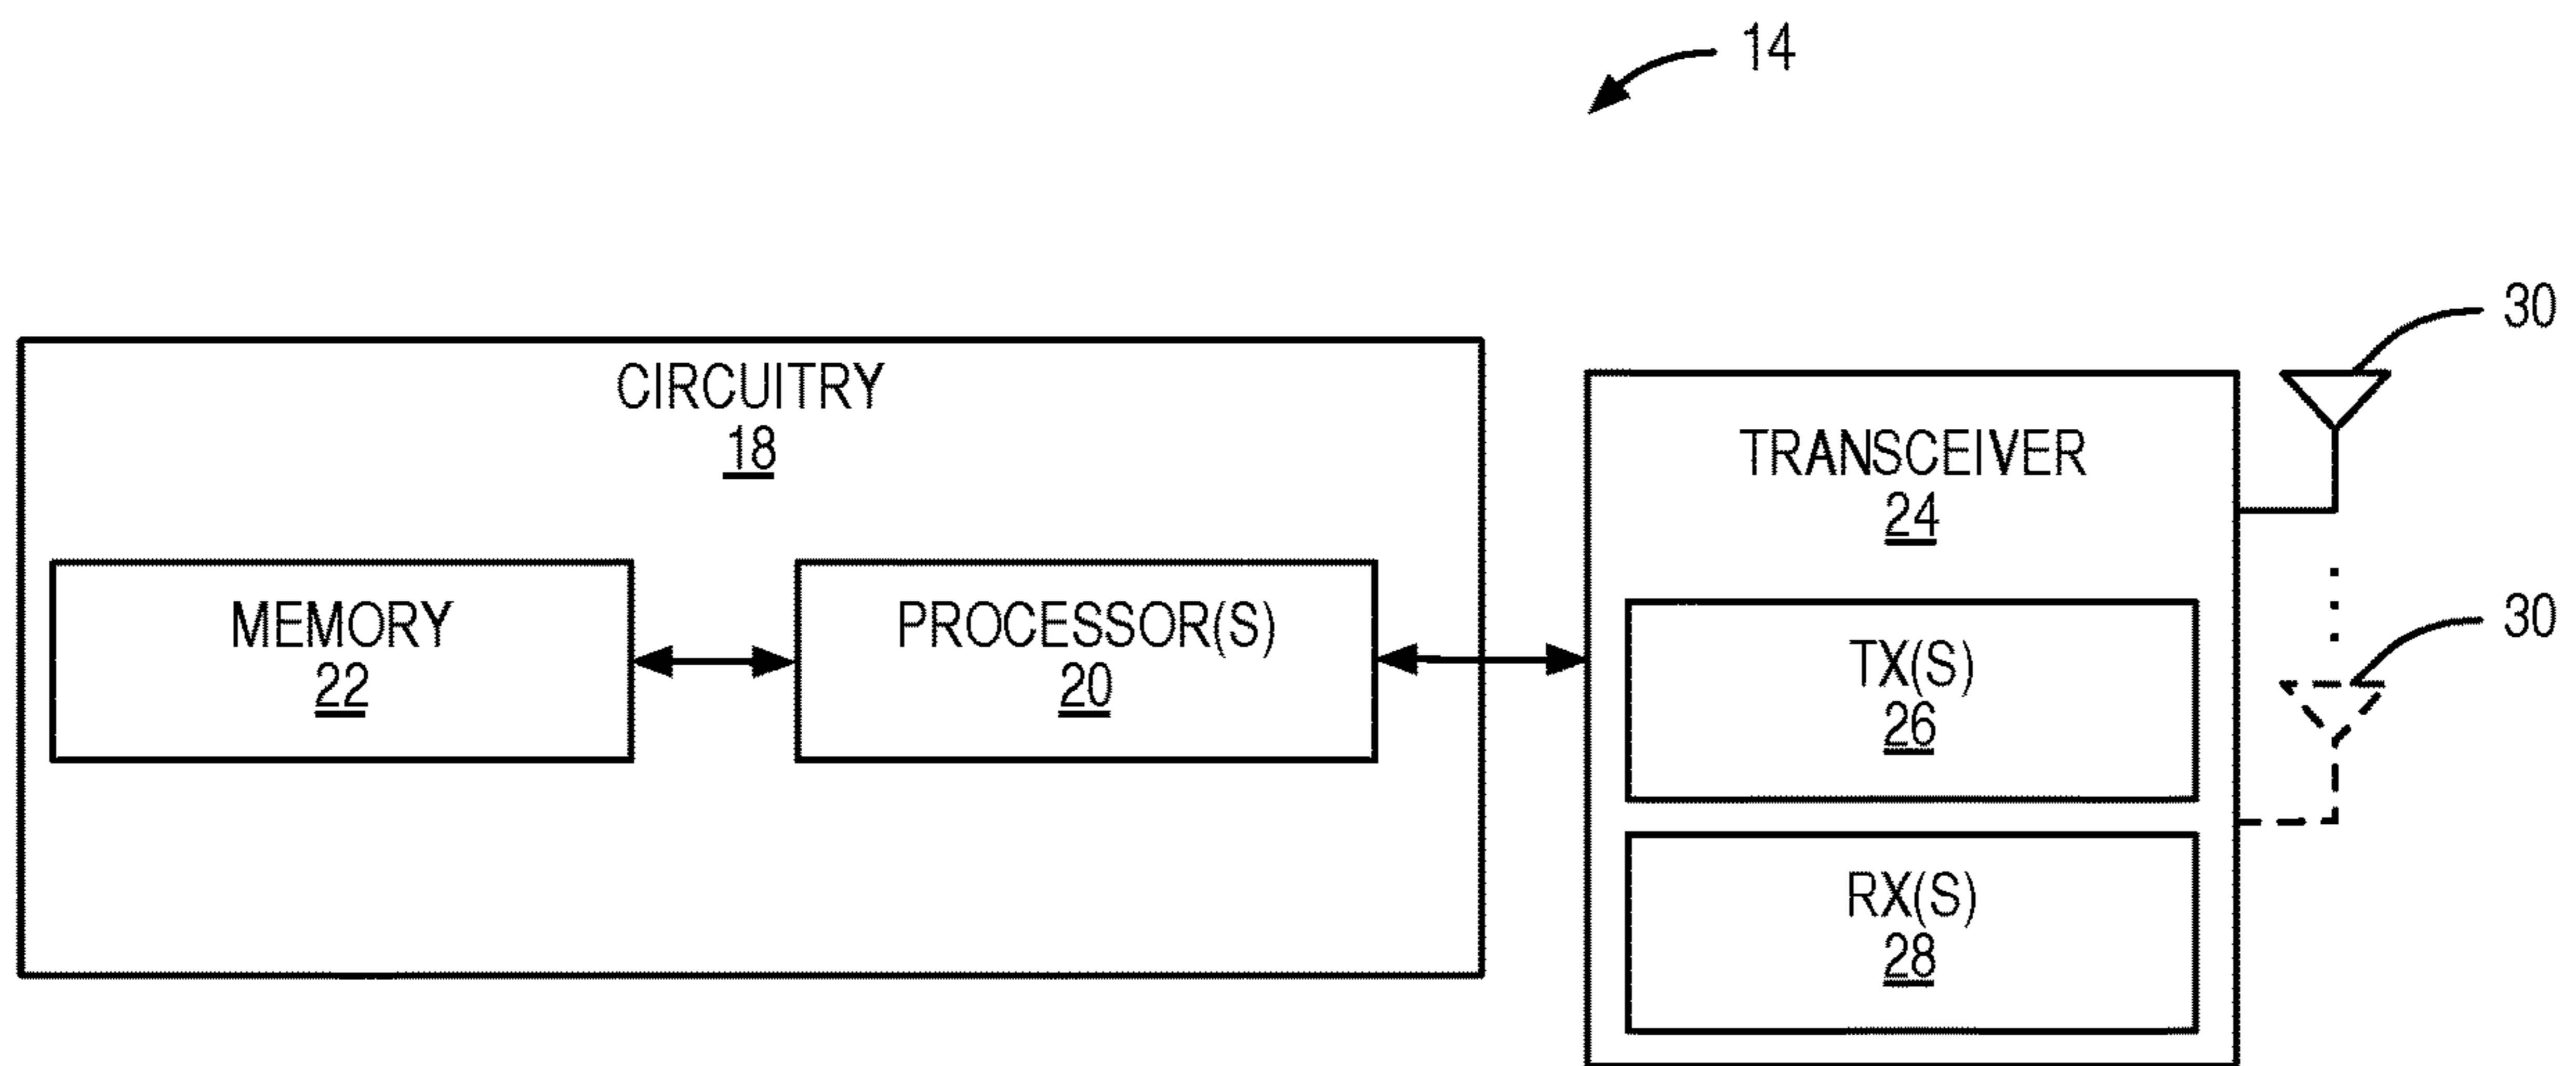 14
30
CIRCUITRY
18
TRANSCEIVER
24
MEMORY
22
PROCESSOR(S)
20
30
TX(S)
26
RX(S)
28